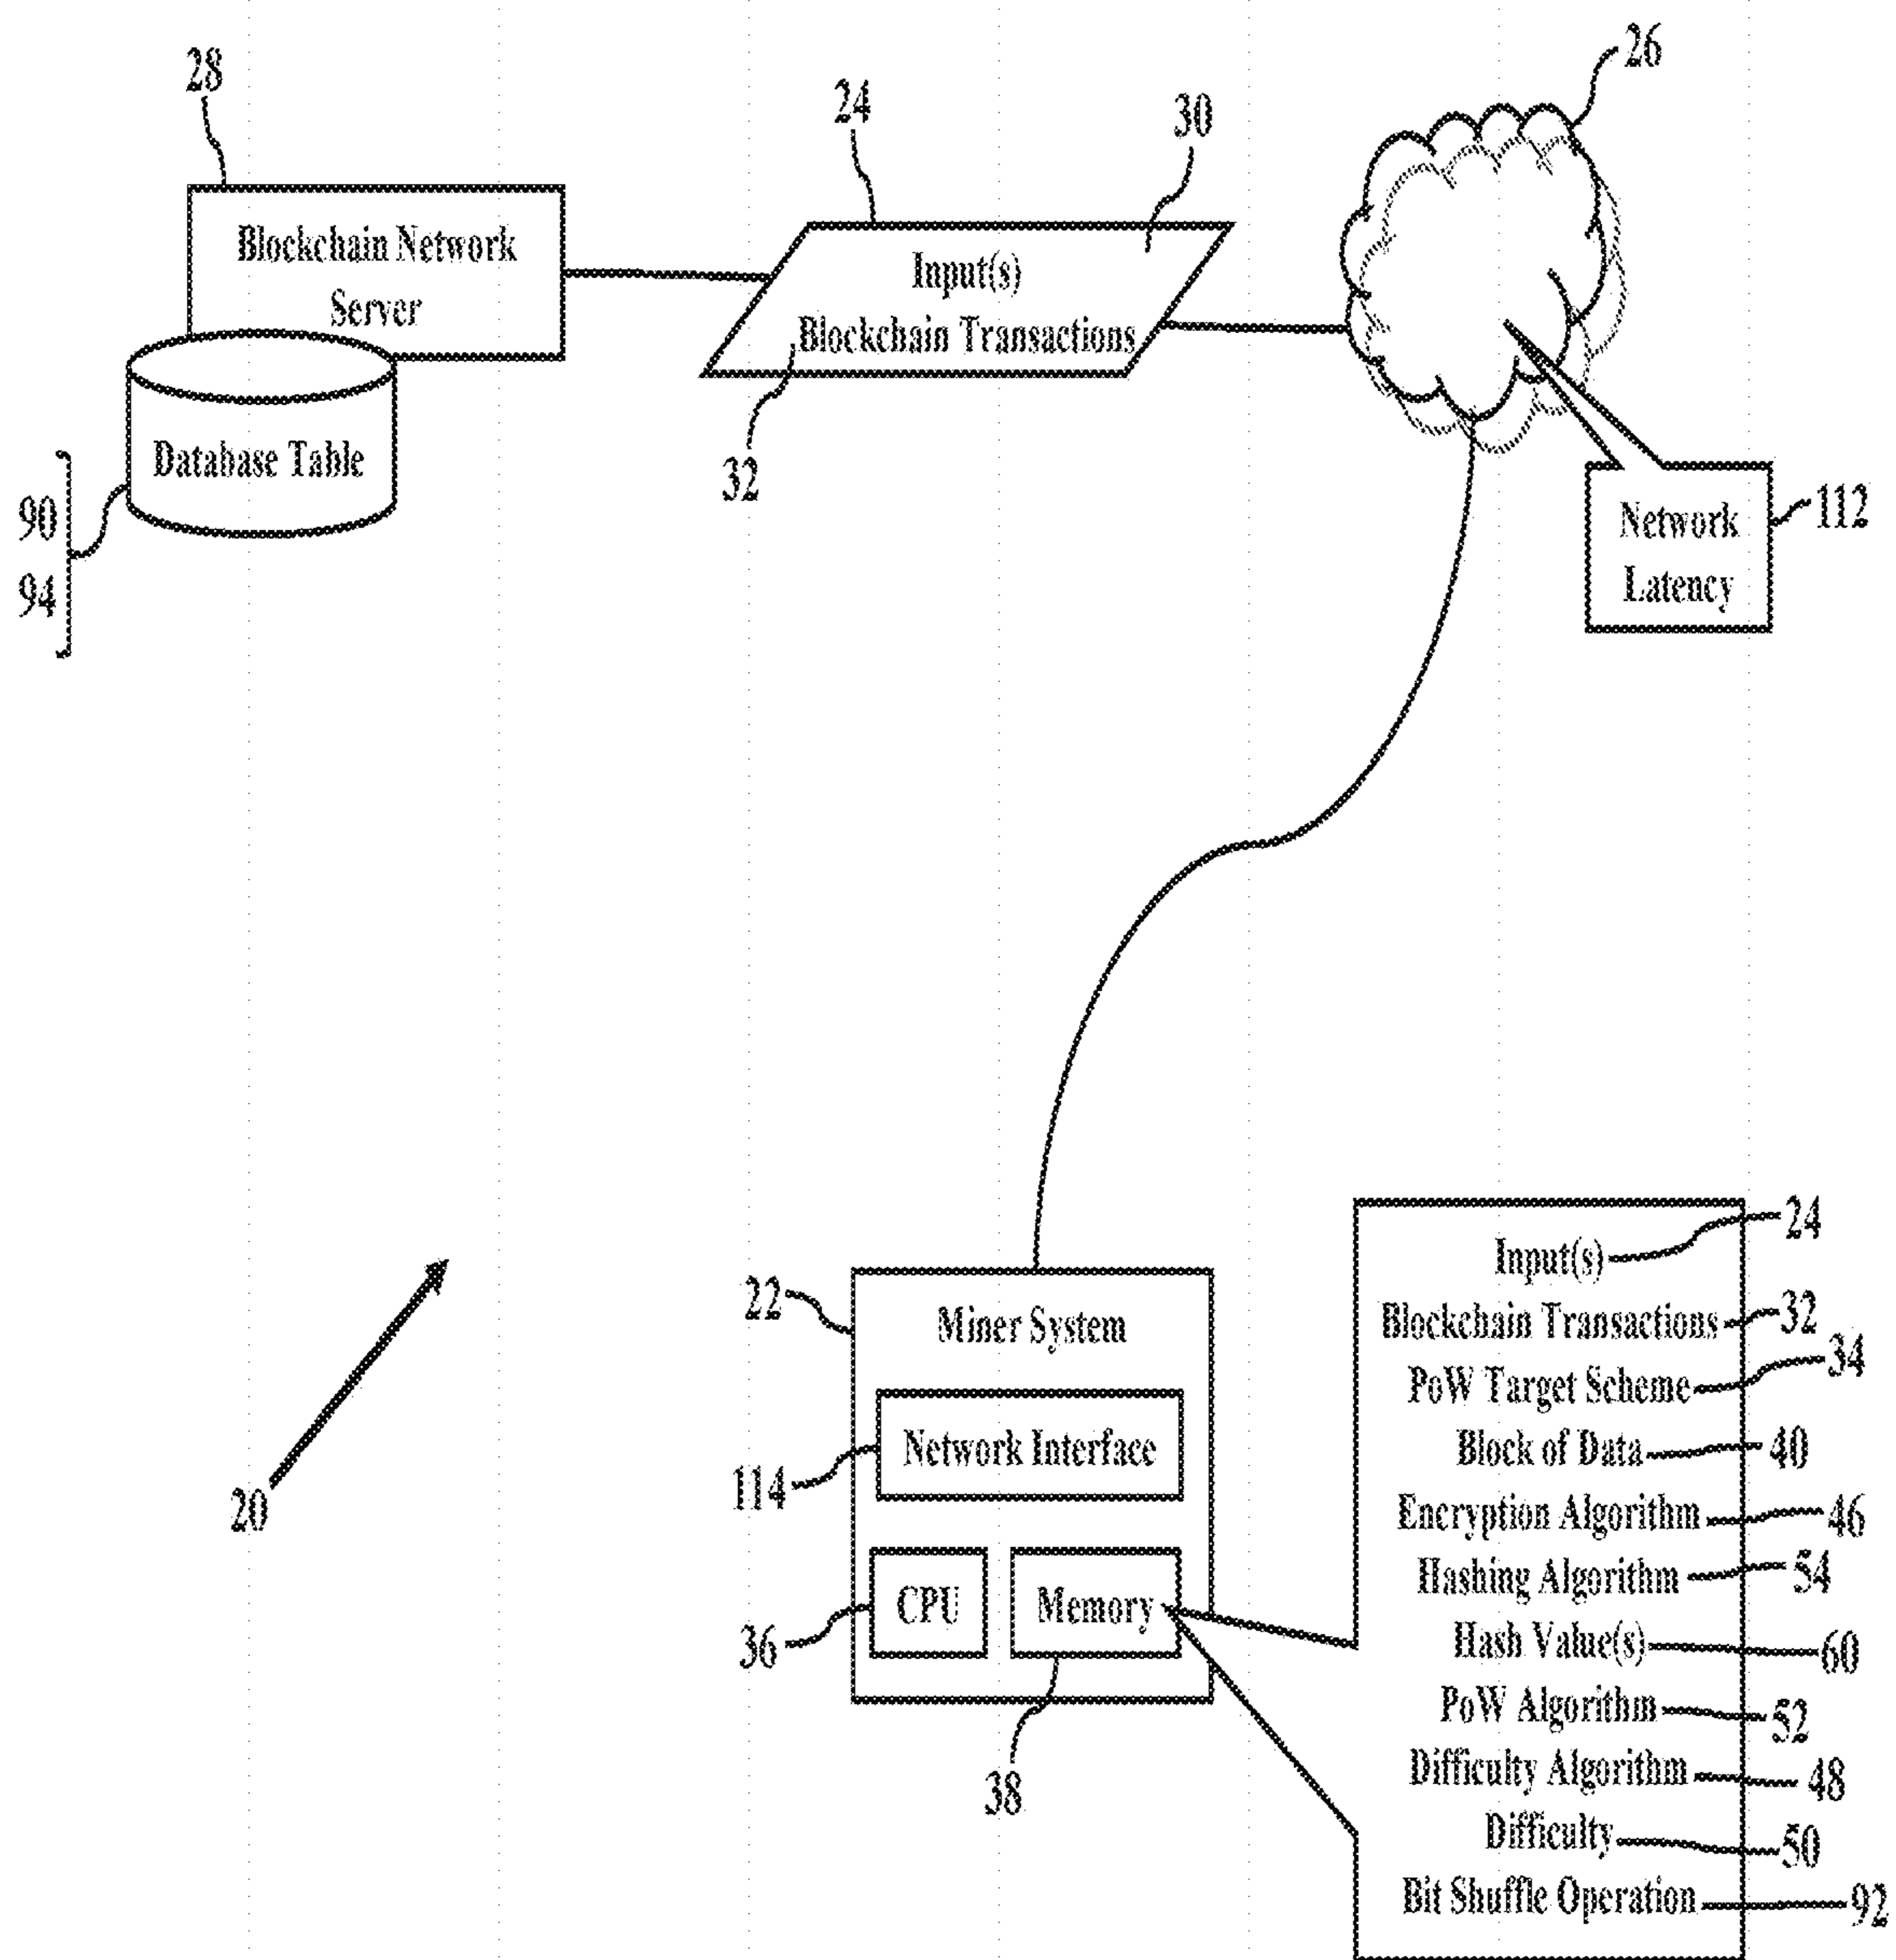 28
24
30
26
Blockchain Network
Server
Input(s)
Blockchain Transactions
32
Database Table
90
94
Network
Latency
112
20
22
Miner System
Network Interface
114
CPU
36
Memory
38
Input(s) 24
Blockchain Transactions 32
PoW Target Scheme 34
Block of Data 40
Encryption Algorithm 46
Hashing Algorithm 54
Hash Value(s) 60
PoW Algorithm 52
Difficulty Algorithm 48
Difficulty 50
Bit Shuffle Operation 92